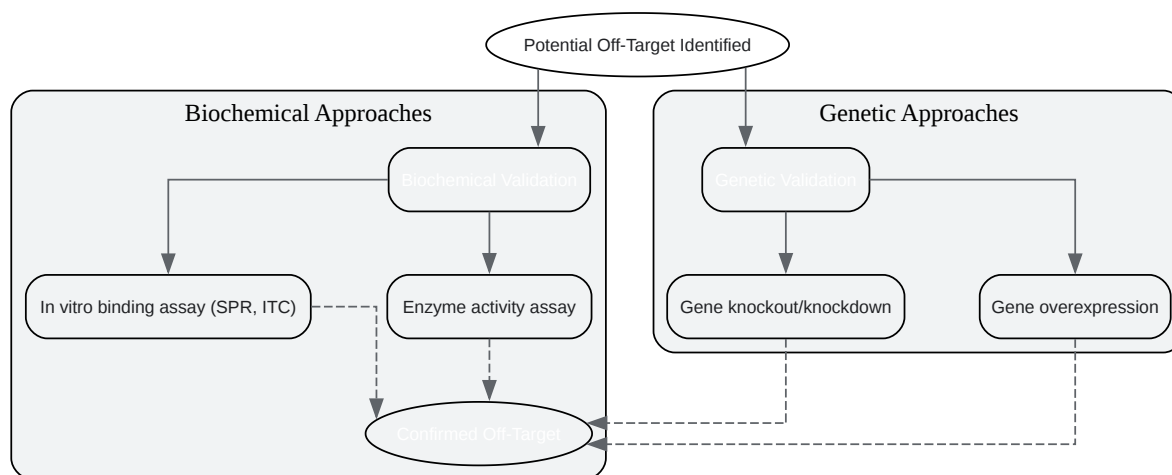 Potential Off-Target Identified
Biochemical Approaches
Genetic Approaches
Biochemical Validation
Genetic Validation
In vitro binding assay (SPR, ITC)
Enzyme activity assay
Gene knockout/knockdown
Gene overexpression
Confirmed Off-Target